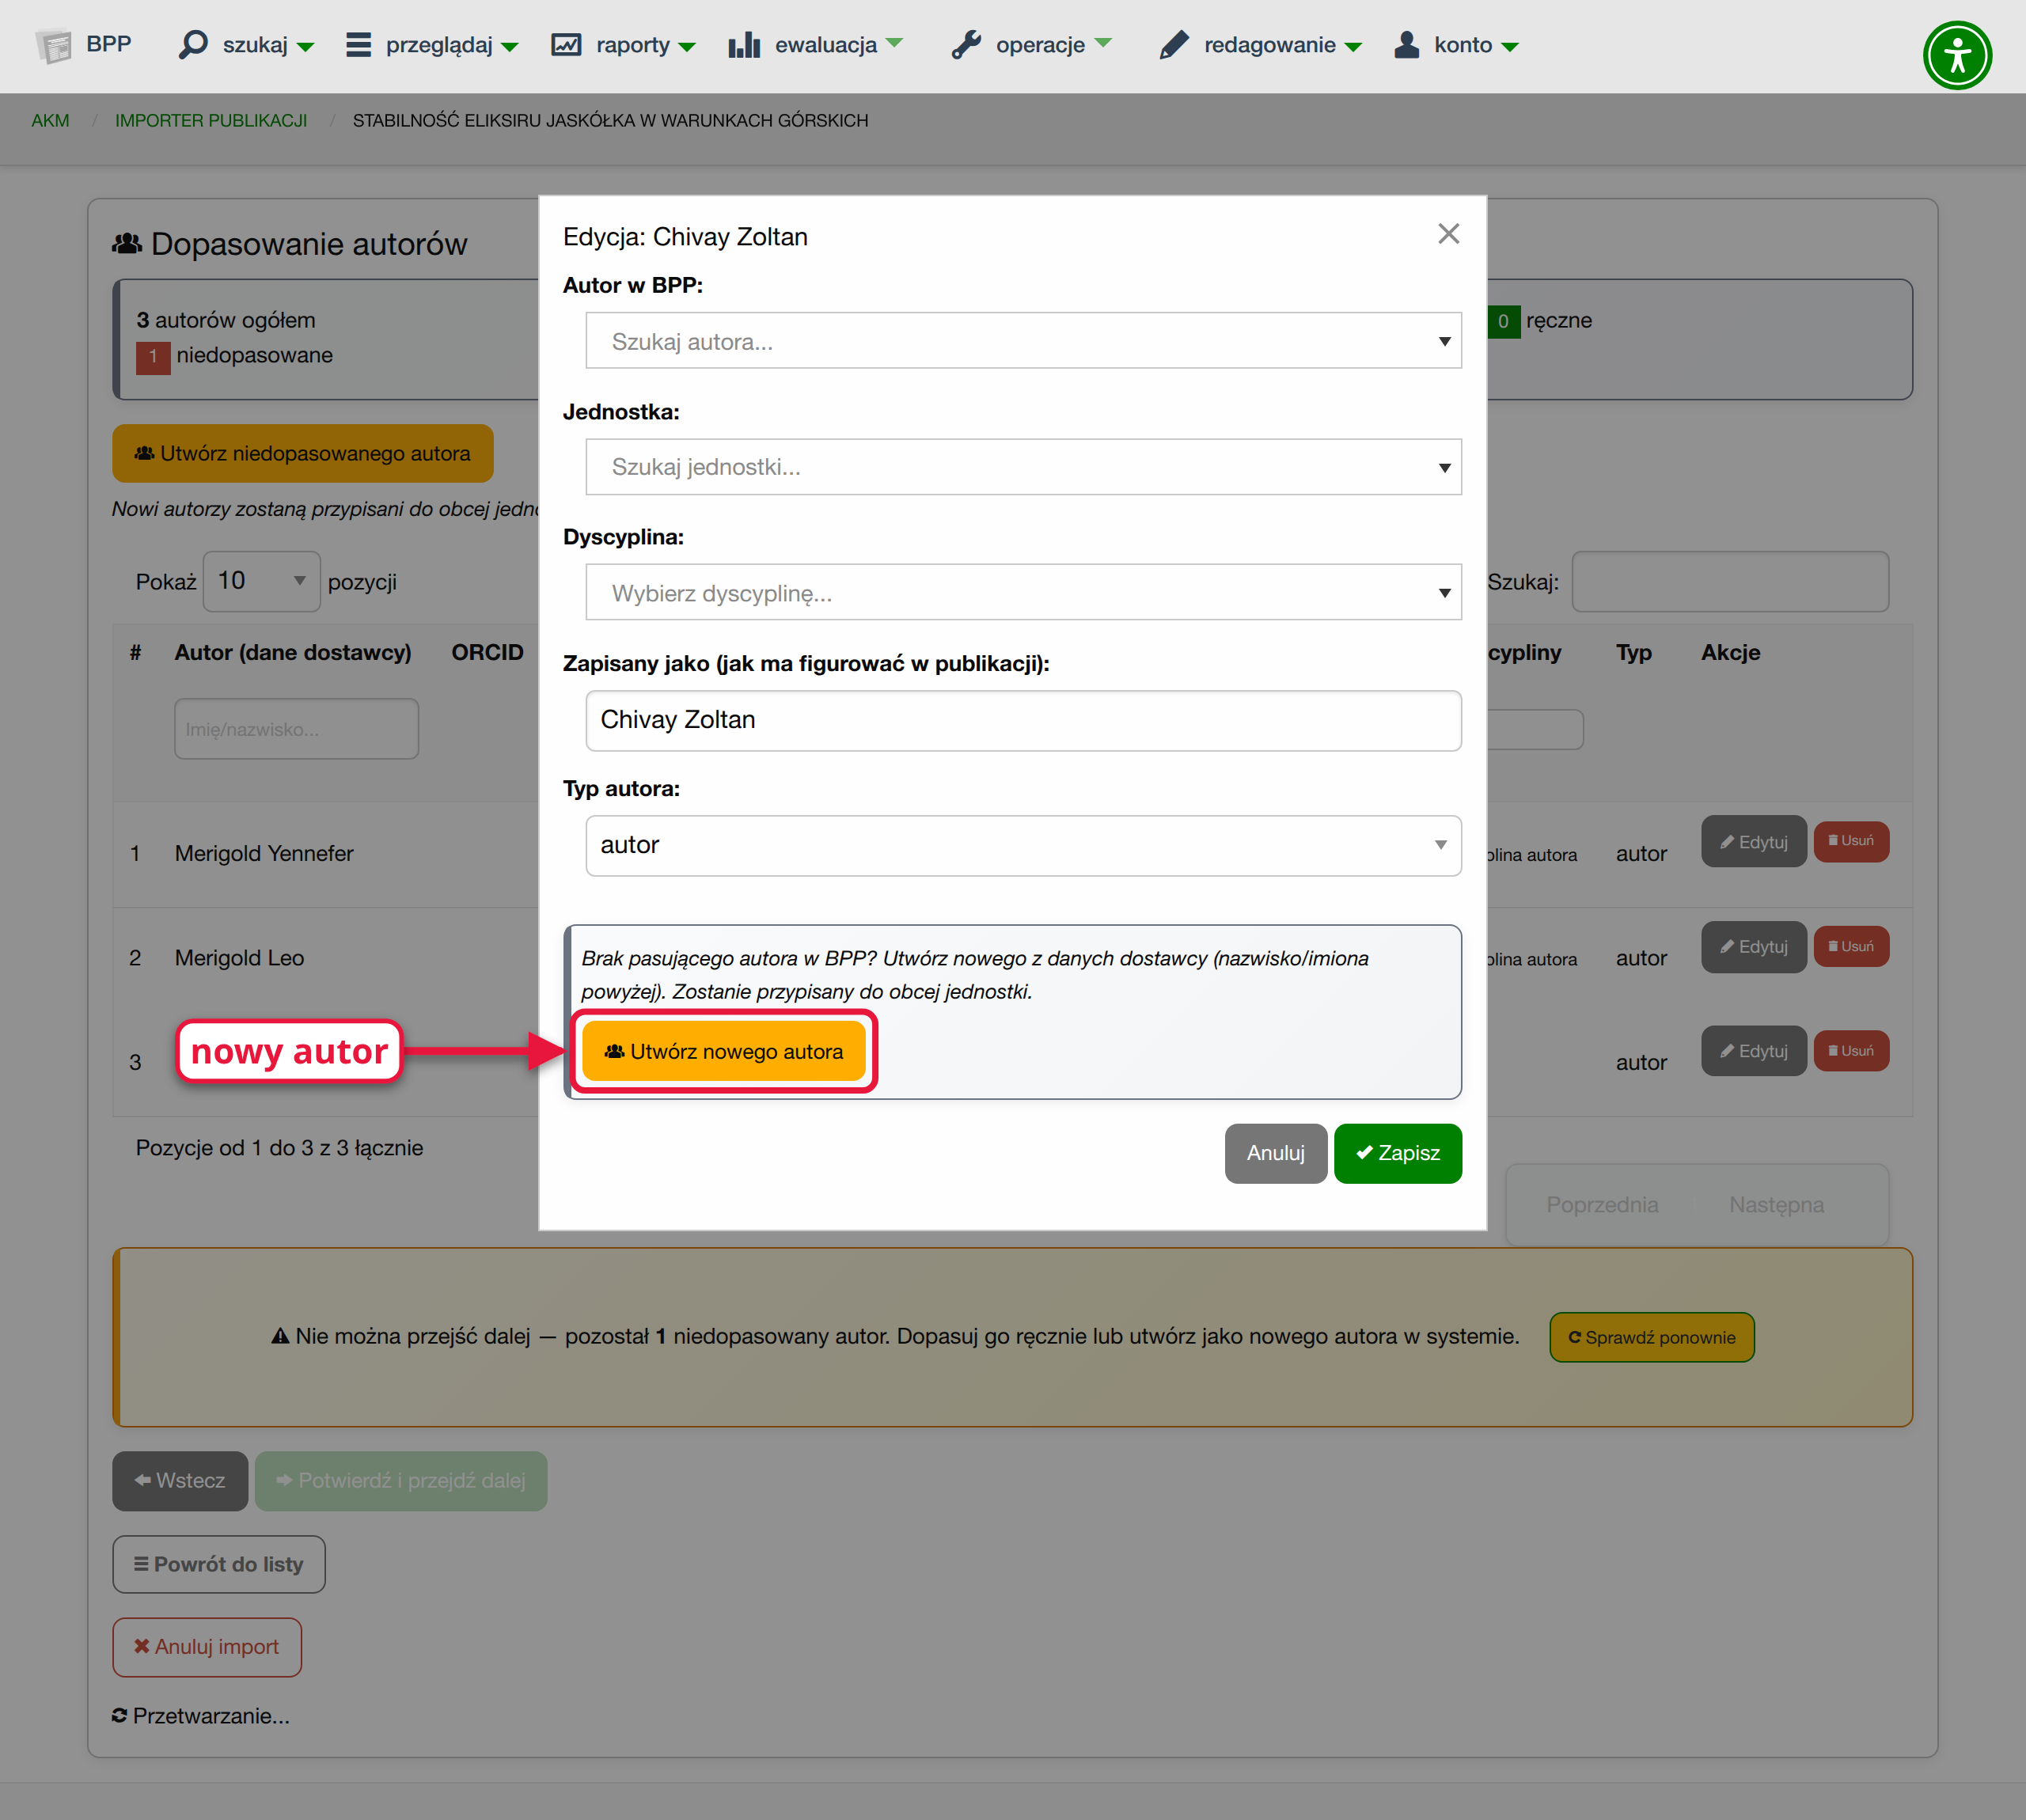 BPP szukaj przeglądaj raporty ewaluacja operacje redagowanie konto
AKM / IMPORTER PUBLIKACJI / STABILNOŚĆ ELIKSIRU JASKÓŁKA W WARUNKACH GÓRSKICH
Dopasowanie autorów
3 autorów ogółem
1 niedopasowane
0 ręczne
Utwórz niedopasowanego autora
Nowi autorzy zostaną przypisani do obcej
Pokaż 10 pozycji
Szukaj:
# Autor (dane dostawcy) ORCID cypliny Typ Akcje
Imię/nazwisko...
1 Merigold Yennefer plina autora autor Edytuj Usuń
2 Merigold Leo plina autora autor Edytuj Usuń
3 autor Edytuj Usuń
Pozycje od 1 do 3 z 3 łącznie
Poprzednia Następna
Edycja: Chivay Zoltan
Autor w BPP:
Szukaj autora...
Jednostka:
Szukaj jednostki...
Dyscyplina:
Wybierz dyscyplinę...
Zapisany jako (jak ma figurować w publikacji):
Chivay Zoltan
Typ autora:
autor
Brak pasującego autora w BPP? Utwórz nowego z danych dostawcy (nazwisko/imiona
powyżej). Zostanie przypisany do obcej jednostki.
nowy autor
Utwórz nowego autora
Anuluj Zapisz
Nie można przejść dalej — pozostał 1 niedopasowany autor. Dopasuj go ręcznie lub utwórz jako nowego autora w systemie. Sprawdź ponownie
Wstecz Potwierdź i przejdź dalej
Powrót do listy
Anuluj import
Przetwarzanie...